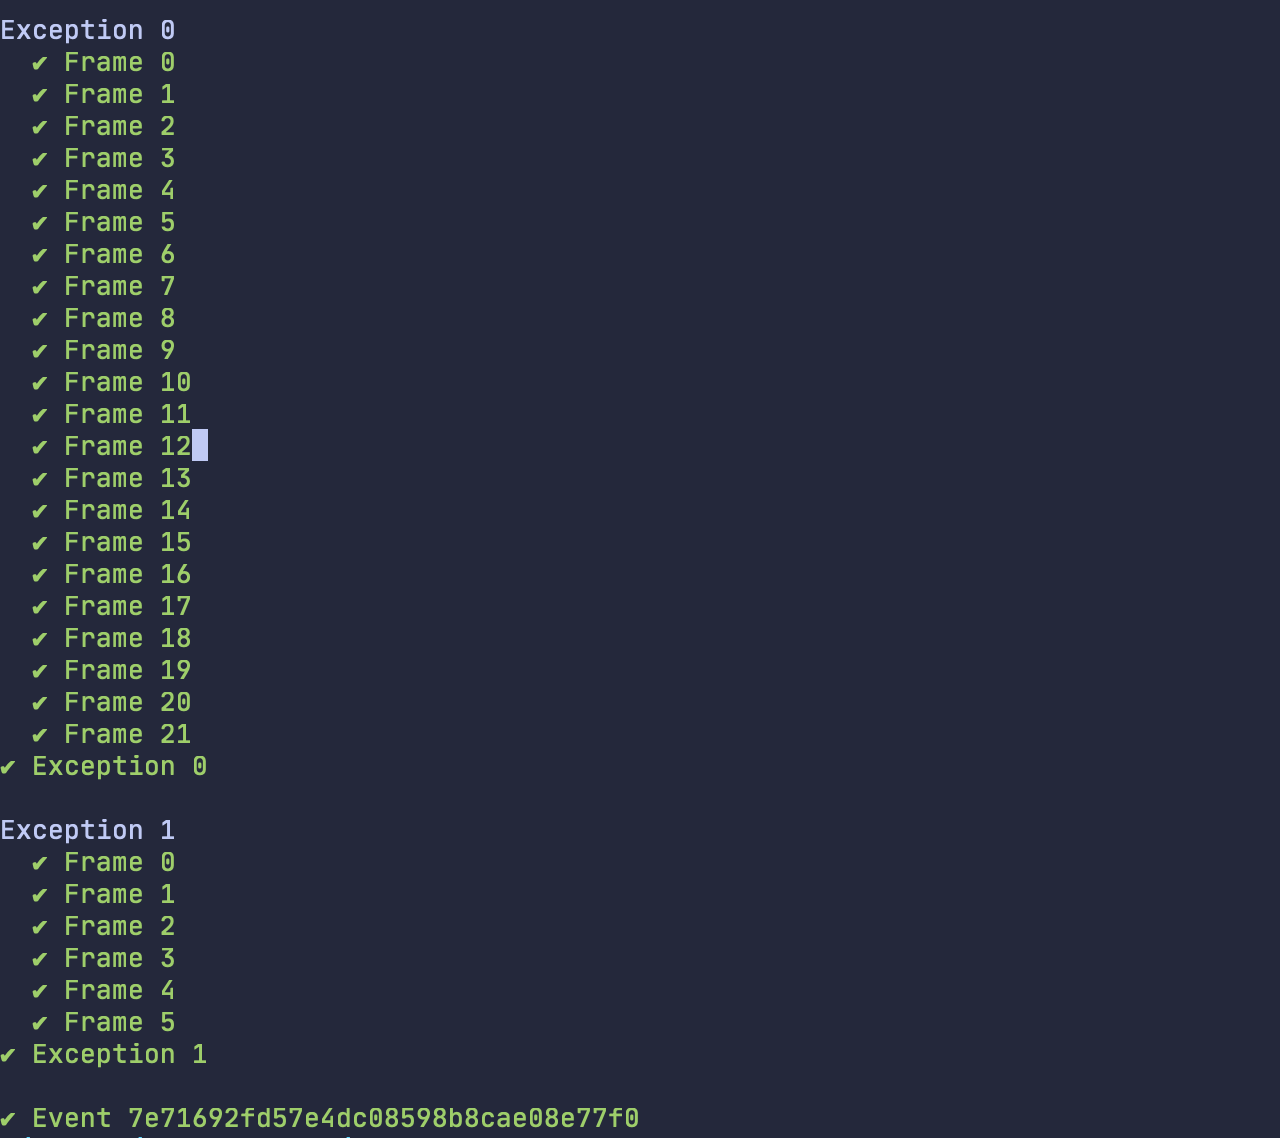 Exception 0
✔ Frame 0
✔ Frame 1
✔ Frame 2
✔ Frame 3
✔ Frame 4
✔ Frame 5
✔ Frame 6
✔ Frame 7
✔ Frame 8
✔ Frame 9
✔ Frame 10
✔ Frame 11
✔ Frame 12
✔ Frame 13
✔ Frame 14
✔ Frame 15
✔ Frame 16
✔ Frame 17
✔ Frame 18
✔ Frame 19
✔ Frame 20
✔ Frame 21
✔ Exception 0
Exception 1
✔ Frame 0
✔ Frame 1
✔ Frame 2
✔ Frame 3
✔ Frame 4
✔ Frame 5
✔ Exception 1
✔ Event 7e71692fd57e4dc08598b8cae08e77f0